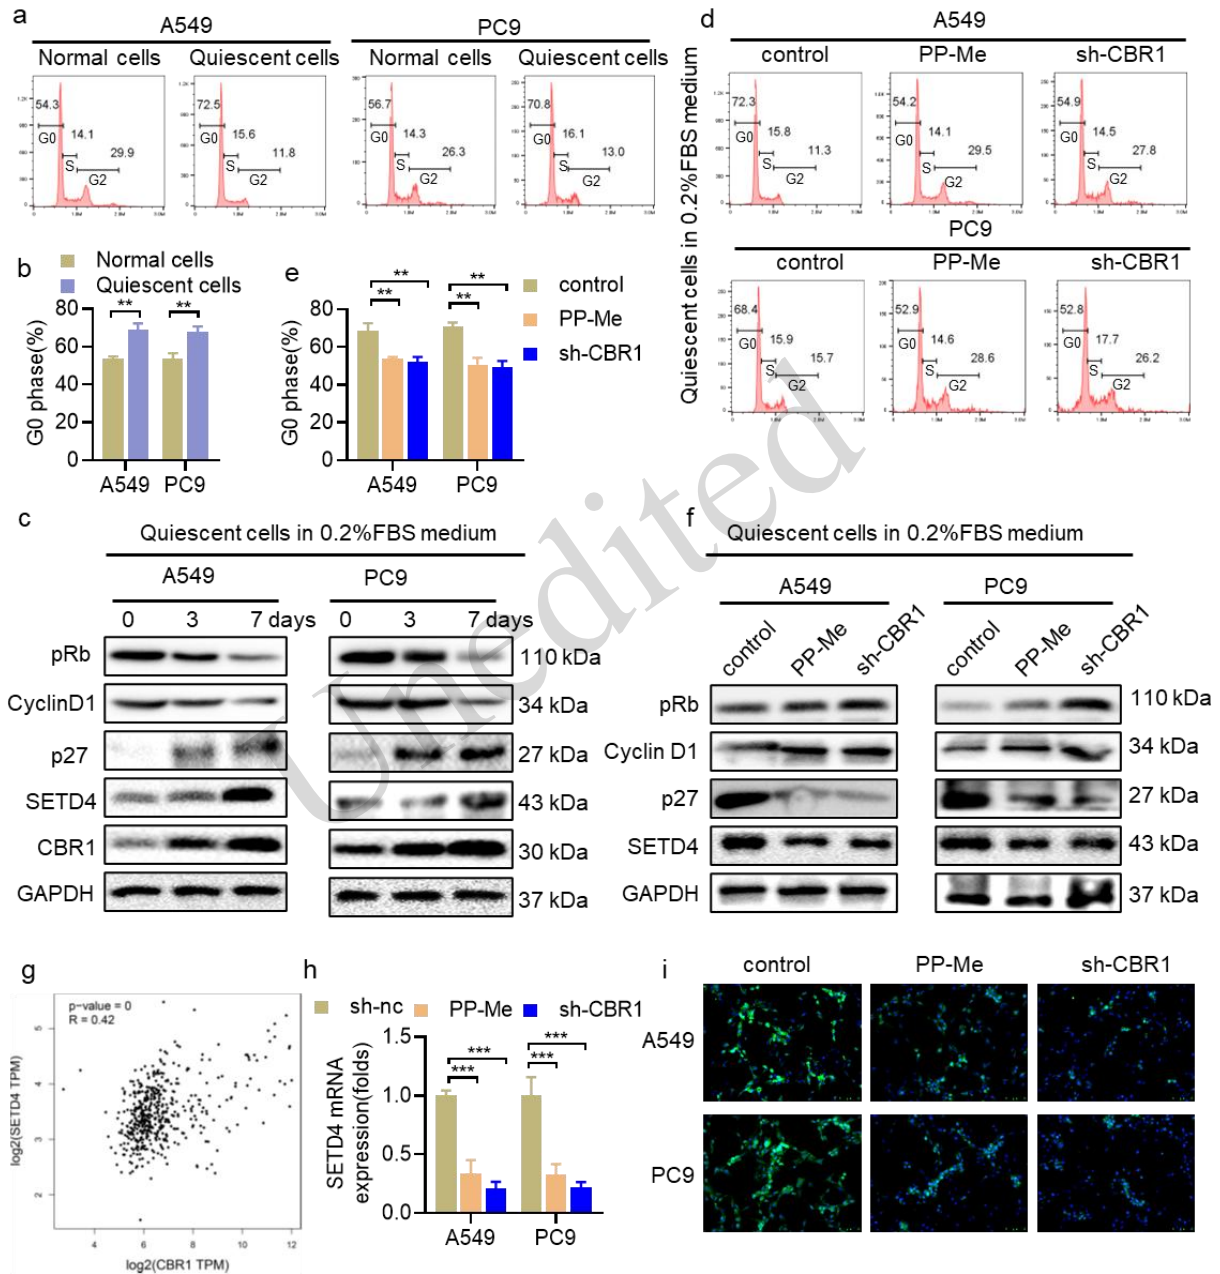 a
A549
Normal cells
Quiescent cells
54.3
G0
14.1
S
29.9
G2
72.5
G0
15.6
S
11.8
G2
PC9
Normal cells
Quiescent cells
56.7
G0
14.3
S
26.3
G2
70.8
G0
16.1
S
13.0
G2
b
Normal cells
Quiescent cells
G0 phase(%)
80
60
40
20
0
**
**
A549
PC9
e
control
PP-Me
sh-CBR1
G0 phase(%)
80
60
40
20
0
**
**
**
**
A549
PC9
d
Quiescent cells in 0.2%FBS medium
A549
control
PP-Me
sh-CBR1
72.3
G0
15.8
S
11.3
G2
54.2
G0
14.1
S
29.5
G2
54.9
G0
14.5
S
27.8
G2
PC9
control
PP-Me
sh-CBR1
68.4
G0
15.9
S
15.7
G2
52.9
G0
14.6
S
28.6
G2
52.8
G0
17.7
S
26.2
G2
c
Quiescent cells in 0.2%FBS medium
A549
PC9
0 3 7 days
0 3 7 days
pRb
110 kDa
CyclinD1
34 kDa
p27
27 kDa
SETD4
43 kDa
CBR1
30 kDa
GAPDH
37 kDa
f
Quiescent cells in 0.2%FBS medium
A549
PC9
control
PP-Me
sh-CBR1
control
PP-Me
sh-CBR1
pRb
110 kDa
Cyclin D1
34 kDa
p27
27 kDa
SETD4
43 kDa
GAPDH
37 kDa
g
p-value = 0
R = 0.42
log2(SETD4 TPM)
5
4
3
2
4 6 8 10 12
log2(CBR1 TPM)
h
sh-nc
PP-Me
sh-CBR1
SETD4 mRNA
expression(folds)
1.5
1.0
0.5
0.0
***
***
***
***
A549
PC9
i
control
PP-Me
sh-CBR1
A549
PC9
Unedited